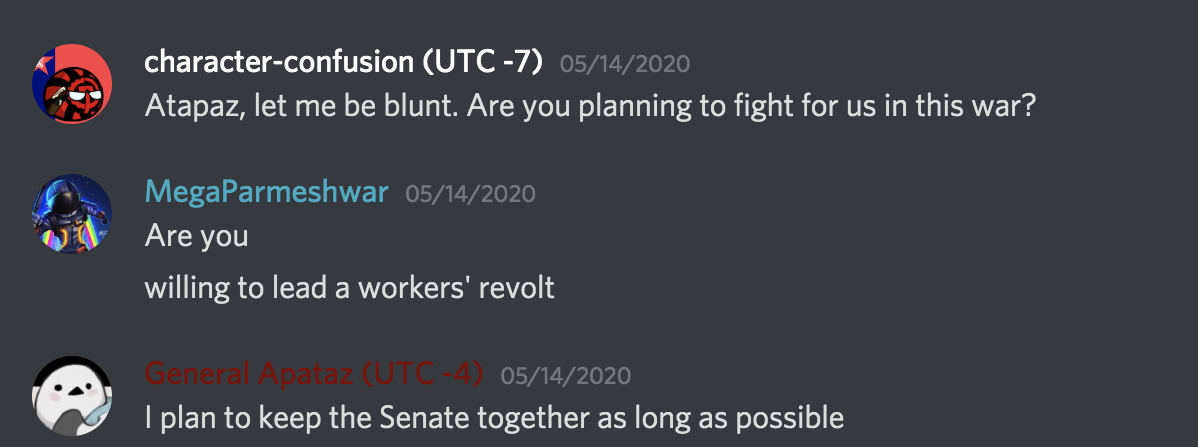 character-confusion (UTC -7) 05/14/2020
Atapaz, let me be blunt. Are you planning to fight for us in this war?
MegaParmeshwar 05/14/2020
Are you
willing to lead a workers' revolt
General Apataz (UTC -4) 05/14/2020
I plan to keep the Senate together as long as possible